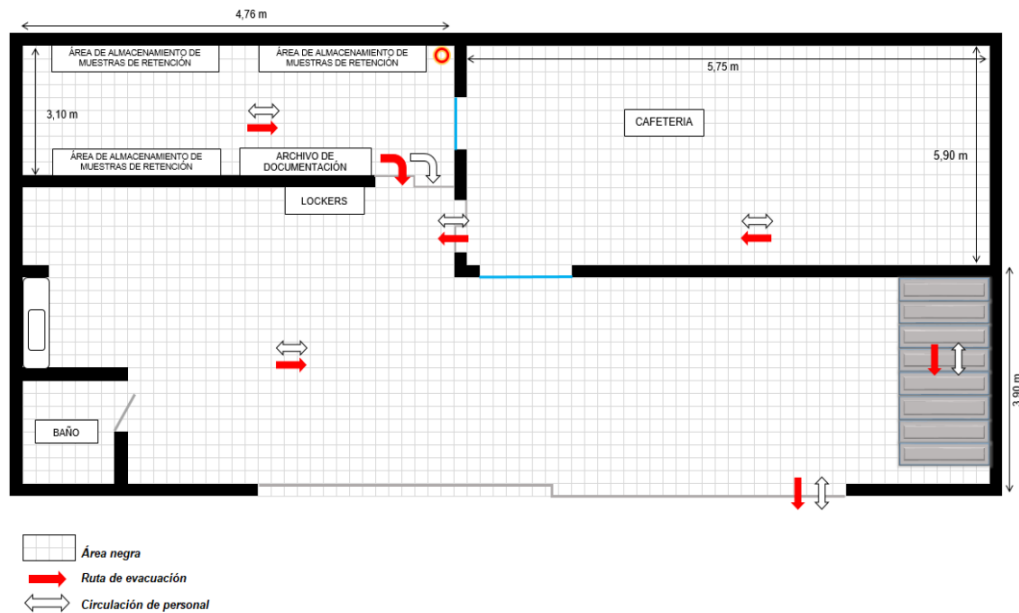 4,76 m
ÁREA DE ALMACENAMIENTO DE
MUESTRAS DE RETENCIÓN
ÁREA DE ALMACENAMIENTO DE
MUESTRAS DE RETENCIÓN
5,75 m
3,10 m
CAFETERIA
5,90 m
ÁREA DE ALMACENAMIENTO DE
MUESTRAS DE RETENCIÓN
ARCHIVO DE
DOCUMENTACIÓN
LOCKERS
3,90 m
BAÑO
Área negra
Ruta de evacuación
Circulación de personal